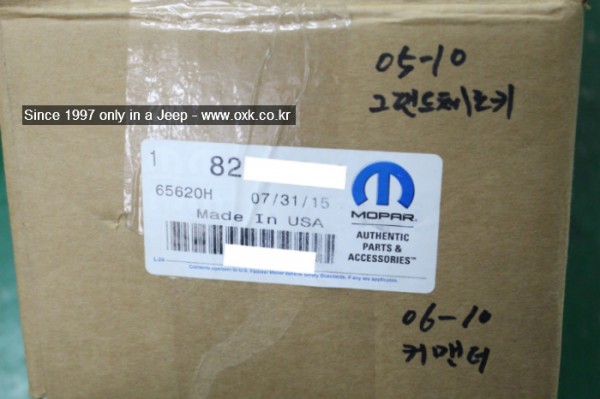 05-10
그랜드체로키
Since 1997 only in a Jeep - www.oxk.co.kr
1
82
65620H 07/31/15
Made In USA
MOPAR
AUTHENTIC
PARTS &
ACCESSORIES™
06-10
커맨더